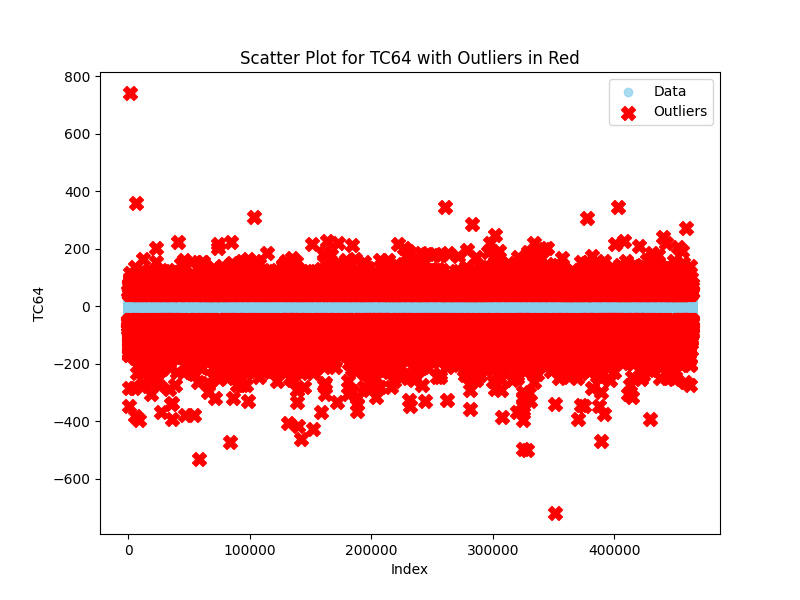 Scatter Plot for TC64 with Outliers in Red
Data
Outliers
TC64
800
600
400
200
0
−200
−400
−600
0
100000
200000
300000
400000
Index